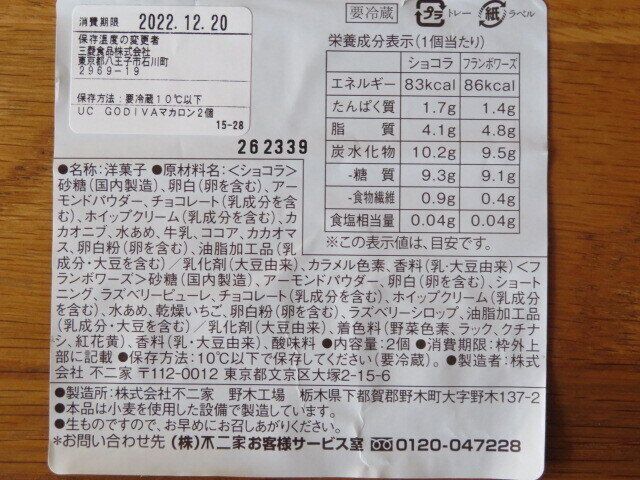 消費期限 2022.12.20
保存温度の変更者
三菱食品株式会社
東京都八王子市石川町
2969-19
保存方法:要冷蔵10℃以下
UC GODIVAマカロン2個
15-28
262339
要冷蔵 プラ トレー 紙 ラベル
栄養成分表示(1個当たり)
ショコラ フランボワーズ
エネルギー 83kcal 86kcal
たんぱく質 1.7g 1.4g
脂質 4.1g 4.8g
炭水化物 10.2g 9.5g
-糖質 9.3g 9.1g
-食物繊維 0.9g 0.4g
食塩相当量 0.04g 0.04g
※この表示値は、目安です。
●名称:洋菓子 ●原材料名:<ショコラ>
砂糖(国内製造)、卵白(卵を含む)、アー
モンドパウダー、チョコレート(乳成分を含
む)、ホイップクリーム(乳成分を含む)、カ
カオニブ、水あめ、牛乳、ココア、カカオマ
ス、卵白粉(卵を含む)、油脂加工品(乳
成分・大豆を含む)/乳化剤(大豆由来)、カラメル色素、香料(乳・大豆由来)<フ
ランボワーズ>砂糖(国内製造)、アーモンドパウダー、卵白(卵を含む)、ショート
ニング、ラズベリーピューレ、チョコレート(乳成分を含む)、ホイップクリーム(乳成分
を含む)、水あめ、乾燥いちご、卵白粉(卵を含む)、ラズベリーシロップ、油脂加工品
(乳成分・大豆を含む)/乳化剤(大豆由来)、着色料(野菜色素、ラック、クチナ
シ、紅花黄)、香料(乳・大豆由来)、酸味料 ●内容量:2個 ●消費期限:枠外上
部に記載 ●保存方法:10℃以下で保存してください(要冷蔵)。 ●製造者:株式
会社 不二家 〒112-0012 東京都文京区大塚2-15-6
●製造所:株式会社不二家 野木工場 栃木県下都賀郡野木町大字野木137-2
●本品は小麦を使用した設備で製造しています。
●生ものですので、お早めにお召しあがりください。
*お問い合わせ先 (株)不二家お客様サービス室 0120-047228